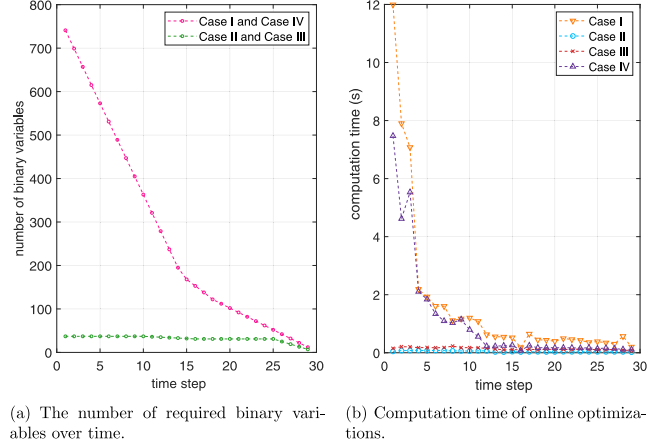 800
700
600
500
400
300
200
100
0
number of binary variables
0 5 10 15 20 25 30
time step
Case I and Case IV
Case II and Case III
12
10
8
6
4
2
0
computation time (s)
0 5 10 15 20 25 30
time step
Case I
Case II
Case III
Case IV
(a) The number of required binary vari-
ables over time.
(b) Computation time of online optimiza-
tions.